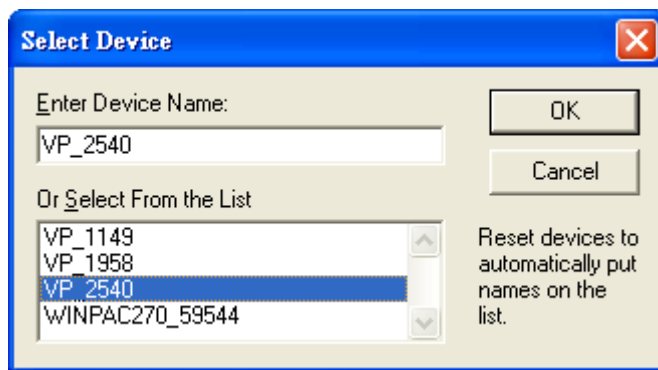 Select Device
Enter Device Name:
VP_2540
OK
Cancel
Or Select From the List
VP_1149
VP_1958
VP_2540
WINPAC270_59544
Reset devices to
automatically put
names on the
list.